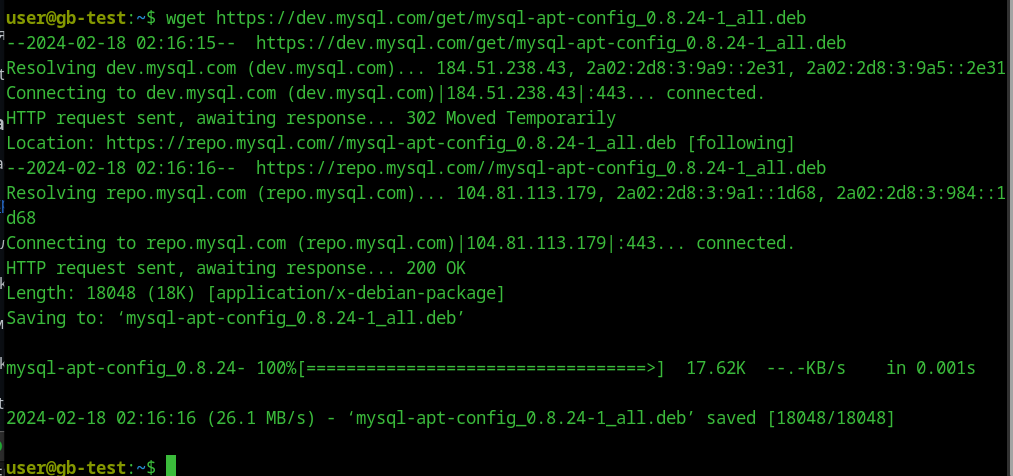 user@gb-test:~$ wget https://dev.mysql.com/get/mysql-apt-config_0.8.24-1_all.deb
--2024-02-18 02:16:15--  https://dev.mysql.com/get/mysql-apt-config_0.8.24-1_all.deb
Resolving dev.mysql.com (dev.mysql.com)... 184.51.238.43, 2a02:2d8:3:9a9::2e31, 2a02:2d8:3:9a5::2e31
Connecting to dev.mysql.com (dev.mysql.com)|184.51.238.43|:443... connected.
HTTP request sent, awaiting response... 302 Moved Temporarily
Location: https://repo.mysql.com//mysql-apt-config_0.8.24-1_all.deb [following]
--2024-02-18 02:16:16--  https://repo.mysql.com//mysql-apt-config_0.8.24-1_all.deb
Resolving repo.mysql.com (repo.mysql.com)... 104.81.113.179, 2a02:2d8:3:9a1::1d68, 2a02:2d8:3:984::1
d68
Connecting to repo.mysql.com (repo.mysql.com)|104.81.113.179|:443... connected.
HTTP request sent, awaiting response... 200 OK
Length: 18048 (18K) [application/x-debian-package]
Saving to: ‘mysql-apt-config_0.8.24-1_all.deb’
mysql-apt-config_0.8.24- 100%[==================================>]  17.62K  --.-KB/s    in 0.001s
2024-02-18 02:16:16 (26.1 MB/s) - ‘mysql-apt-config_0.8.24-1_all.deb’ saved [18048/18048]
user@gb-test:~$